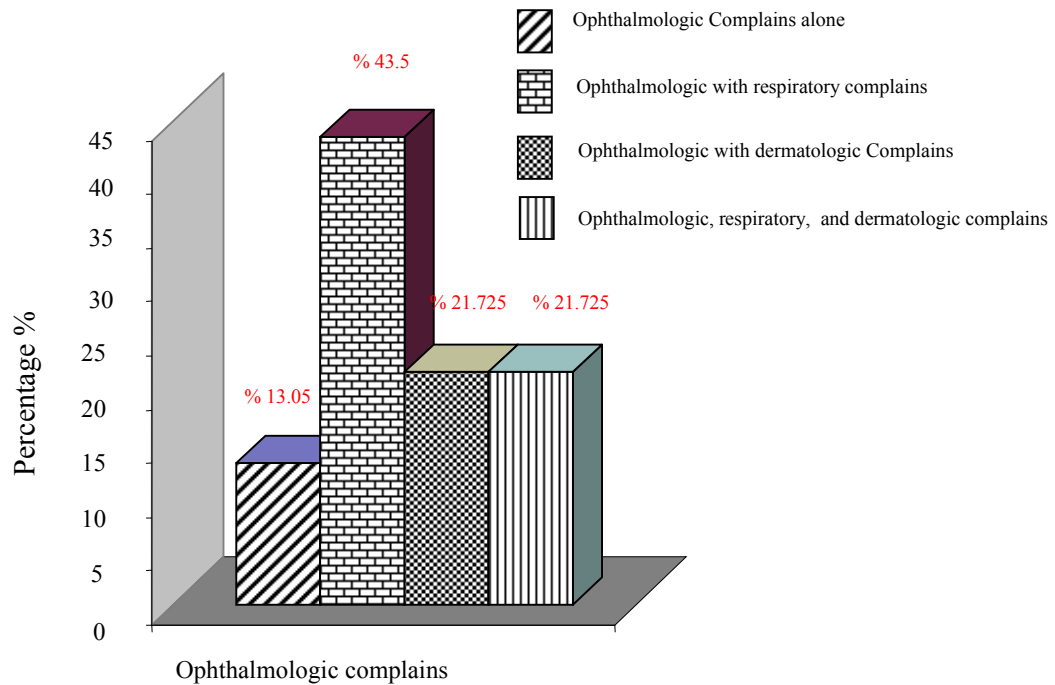 Ophthalmologic Complains alone
% 43.5
Ophthalmologic with respiratory complains
Ophthalmologic with dermatologic Complains
Ophthalmologic, respiratory, and dermatologic complains
45
40
35
30
25
20
15
10
5
0
Percentage %
% 13.05
% 21.725
% 21.725
Ophthalmologic complains